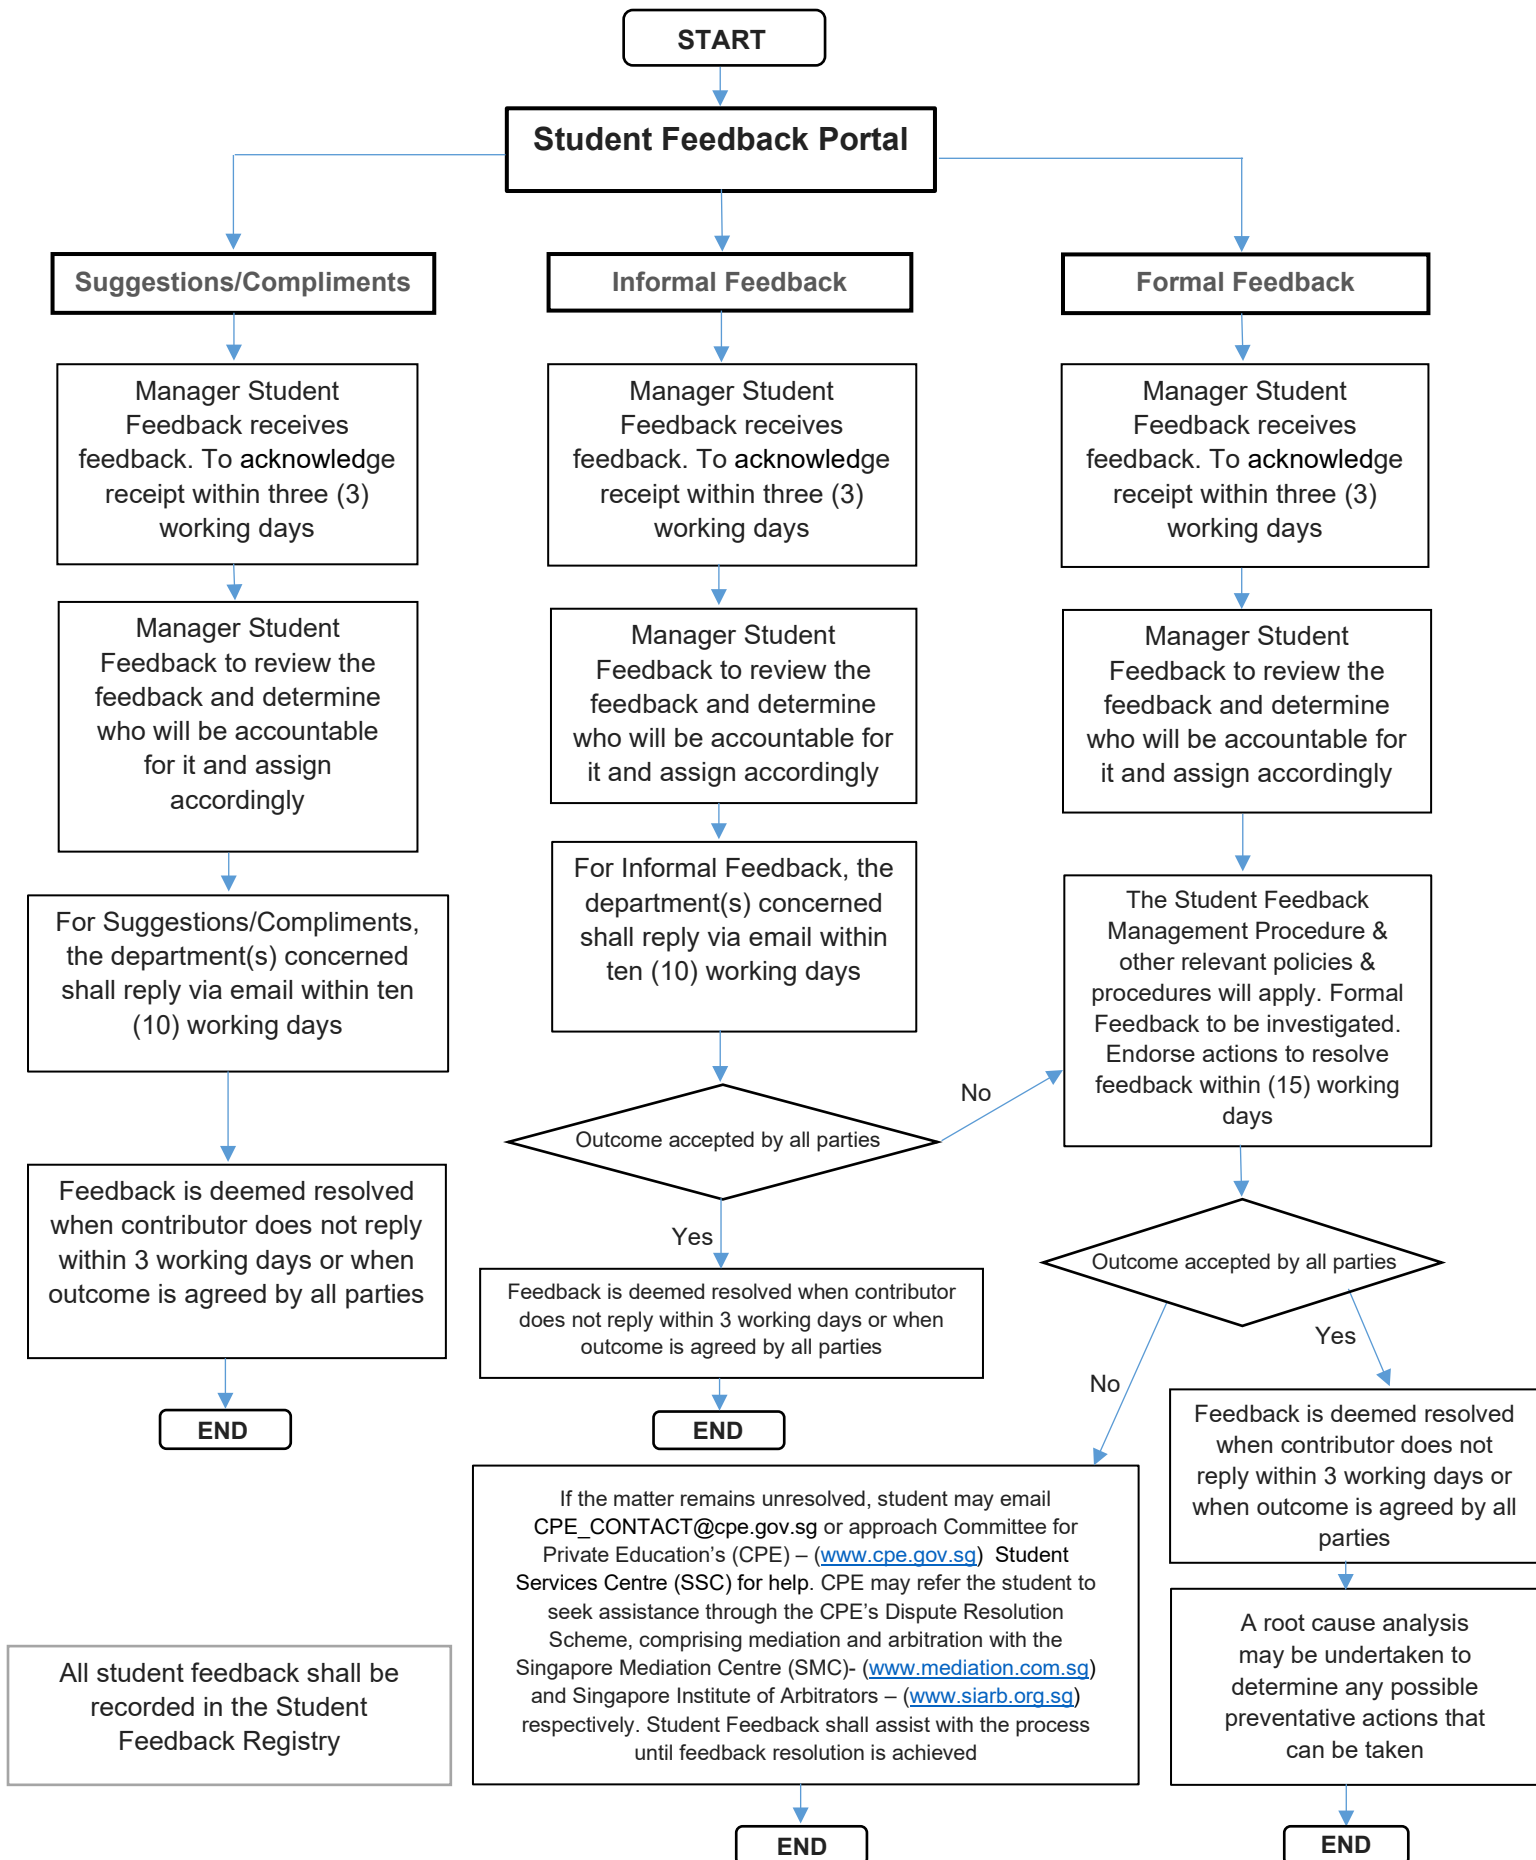 START
Student Feedback Portal
Suggestions/Compliments
Informal Feedback
Formal Feedback
Manager Student
Feedback receives
feedback. To acknowledge
receipt within three (3)
working days
Manager Student
Feedback receives
feedback. To acknowledge
receipt within three (3)
working days
Manager Student
Feedback receives
feedback. To acknowledge
receipt within three (3)
working days
Manager Student
Feedback to review the
feedback and determine
who will be accountable
for it and assign
accordingly
Manager Student
Feedback to review the
feedback and determine
who will be accountable for
it and assign accordingly
Manager Student
Feedback to review the
feedback and determine
who will be accountable for
it and assign accordingly
For Suggestions/Compliments,
the department(s) concerned
shall reply via email within ten
(10) working days
For Informal Feedback, the
department(s) concerned
shall reply via email within
ten (10) working days
The Student Feedback
Management Procedure &
other relevant policies &
procedures will apply. Formal
Feedback to be investigated.
Endorse actions to resolve
feedback within (15) working
days
No
Outcome accepted by all parties
Yes
Feedback is deemed resolved
when contributor does not reply
within 3 working days or when
outcome is agreed by all parties
Feedback is deemed resolved when contributor
does not reply within 3 working days or when
outcome is agreed by all parties
Outcome accepted by all parties
Yes
No
END
END
Feedback is deemed resolved
when contributor does not
reply within 3 working days or
when outcome is agreed by all
parties
If the matter remains unresolved, student may email
CPE_CONTACT@cpe.gov.sg or approach Committee for
Private Education's (CPE) – (www.cpe.gov.sg) Student
Services Centre (SSC) for help. CPE may refer the student to
seek assistance through the CPE's Dispute Resolution
Scheme, comprising mediation and arbitration with the
Singapore Mediation Centre (SMC)- (www.mediation.com.sg)
and Singapore Institute of Arbitrators – (www.siarb.org.sg)
respectively. Student Feedback shall assist with the process
until feedback resolution is achieved
A root cause analysis
may be undertaken to
determine any possible
preventative actions that
can be taken
All student feedback shall be
recorded in the Student
Feedback Registry
END
END